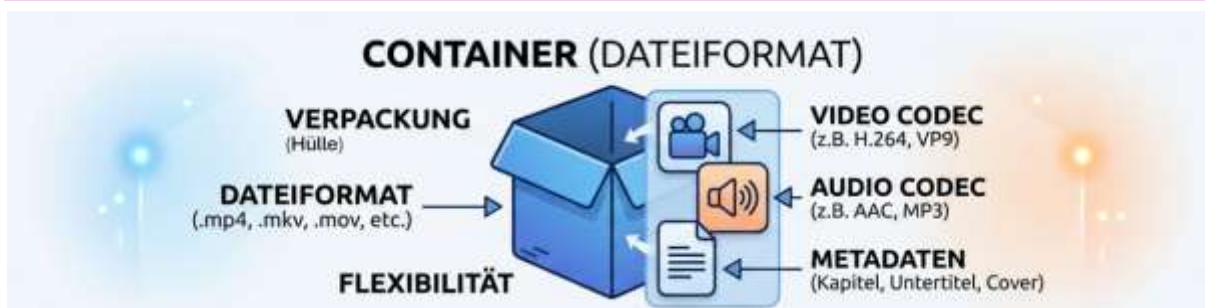 CONTAINER (DATEIFORMAT)
VERPACKUNG
(Hülle)
DATEIFORMAT
(.mp4, .mkv, .mov, etc.)
FLEXIBILITÄT
VIDEO CODEC
(z.B. H.264, VP9)
AUDIO CODEC
(z.B. AAC, MP3)
METADATEN
(Kapitel, Untertitel, Cover)